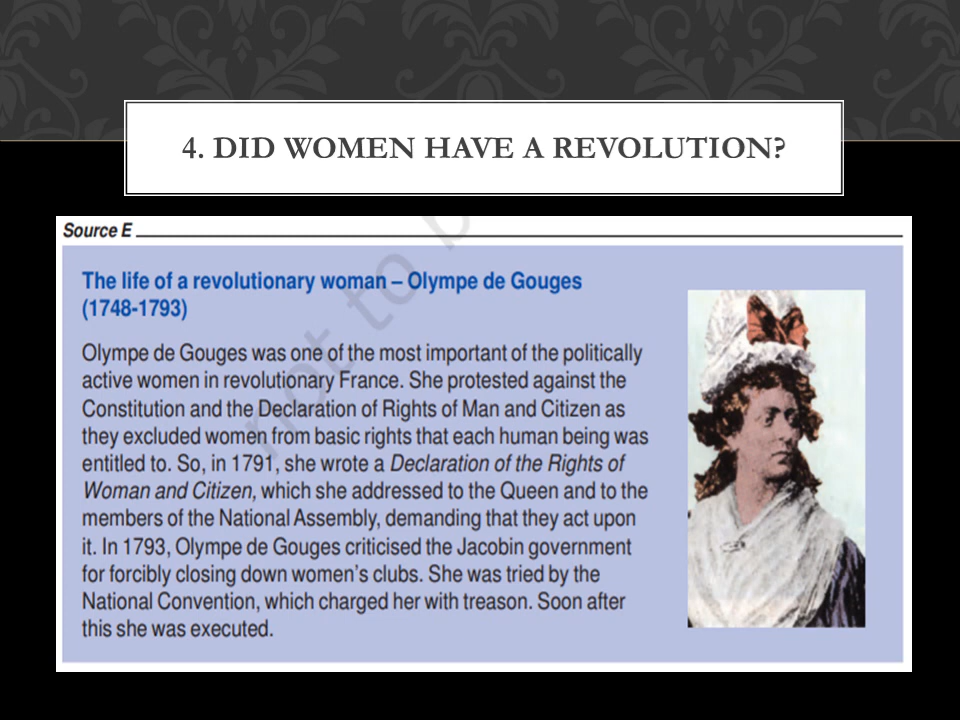 4. DID WOMEN HAVE A REVOLUTION?
Source E
The life of a revolutionary woman – Olympe de Gouges
(1748-1793)
Olympe de Gouges was one of the most important of the politically
active women in revolutionary France. She protested against the
Constitution and the Declaration of Rights of Man and Citizen as
they excluded women from basic rights that each human being was
entitled to. So, in 1791, she wrote a Declaration of the Rights of
Woman and Citizen, which she addressed to the Queen and to the
members of the National Assembly, demanding that they act upon
it. In 1793, Olympe de Gouges criticised the Jacobin government
for forcibly closing down women’s clubs. She was tried by the
National Convention, which charged her with treason. Soon after
this she was executed.
not to b